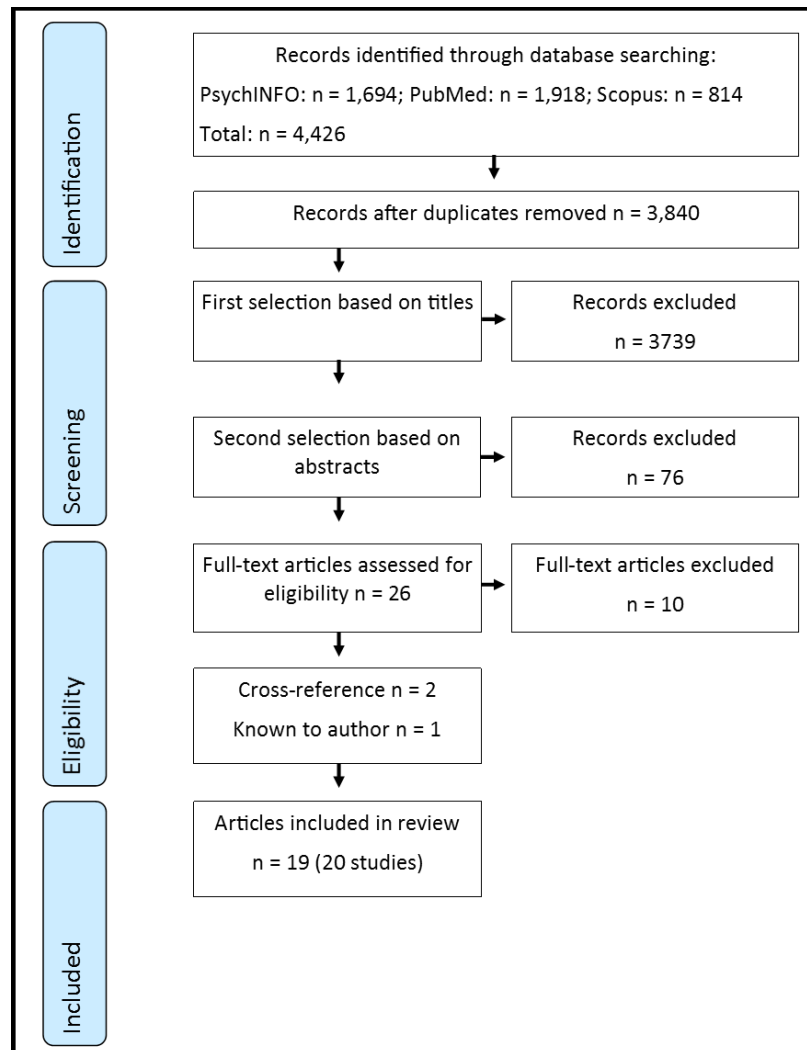 Identification
Records identified through database searching:
PsychINFO: n = 1,694; PubMed: n = 1,918; Scopus: n = 814
Total: n = 4,426
Records after duplicates removed n = 3,840
Screening
First selection based on titles
Records excluded
n = 3739
Second selection based on
abstracts
Records excluded
n = 76
Eligibility
Full-text articles assessed for
eligibility n = 26
Full-text articles excluded
n = 10
Cross-reference n = 2
Known to author n = 1
Included
Articles included in review
n = 19 (20 studies)